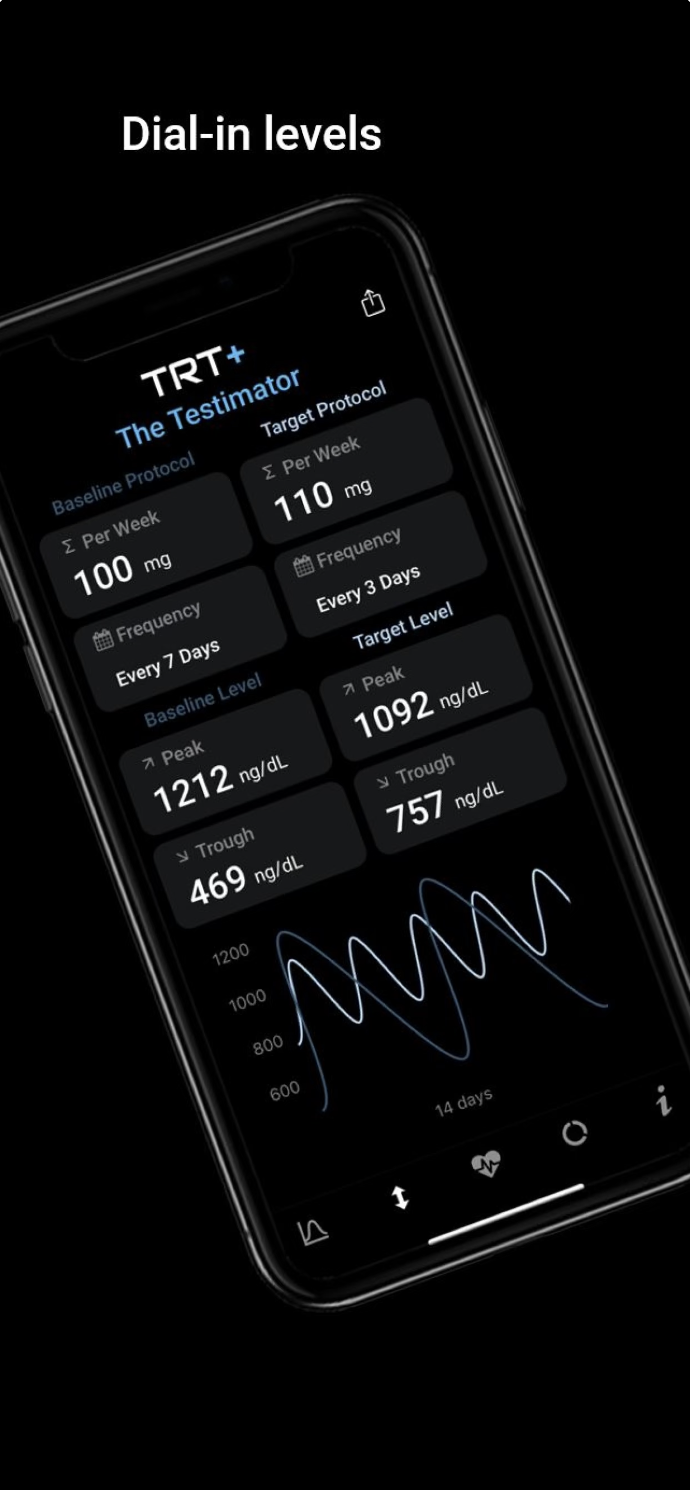 Dial-in levels
TRT+
The Testimator
Baseline Protocol
Target Protocol
Σ Per Week
100 mg
Σ Per Week
110 mg
Frequency
Every 7 Days
Frequency
Every 3 Days
Baseline Level
Target Level
Peak
1212 ng/dL
Peak
1092 ng/dL
Trough
469 ng/dL
Trough
757 ng/dL
1200
1000
800
600
14 days